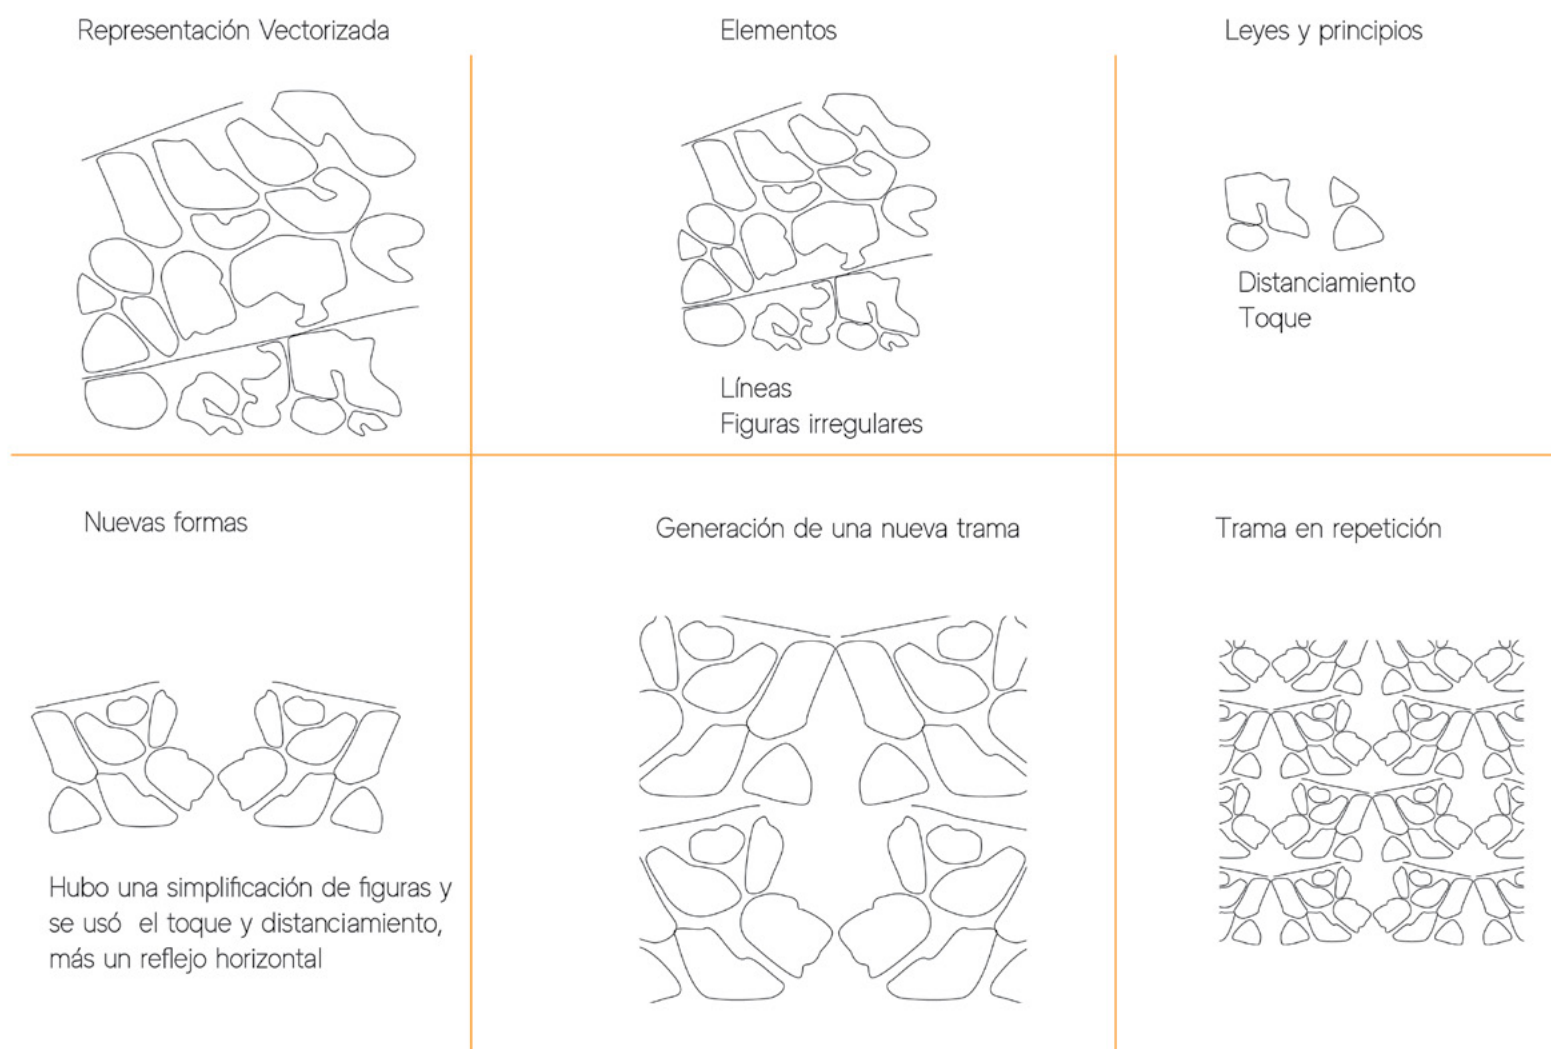 Representación Vectorizada
Elementos
Leyes y principios
Líneas
Figuras irregulares
Distanciamiento
Toque
Nuevas formas
Generación de una nueva trama
Trama en repetición
Hubo una simplificación de figuras y
se usó el toque y distanciamiento,
más un reflejo horizontal